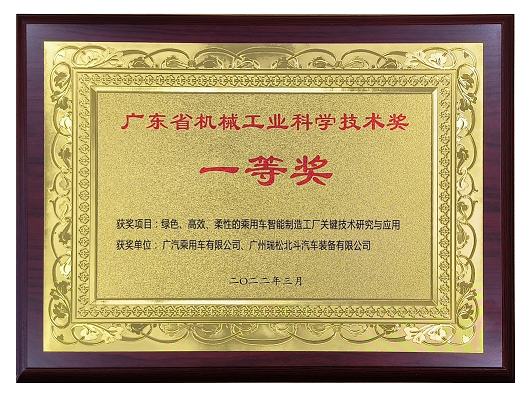 广东省机械工业科学技术奖
一等奖
获奖项目：绿色、高效、柔性的乘用车智能制造工厂关键技术研究与应用
获奖单位：广汽乘用车有限公司、广州瑞松北斗汽车装备有限公司
二〇二二年三月